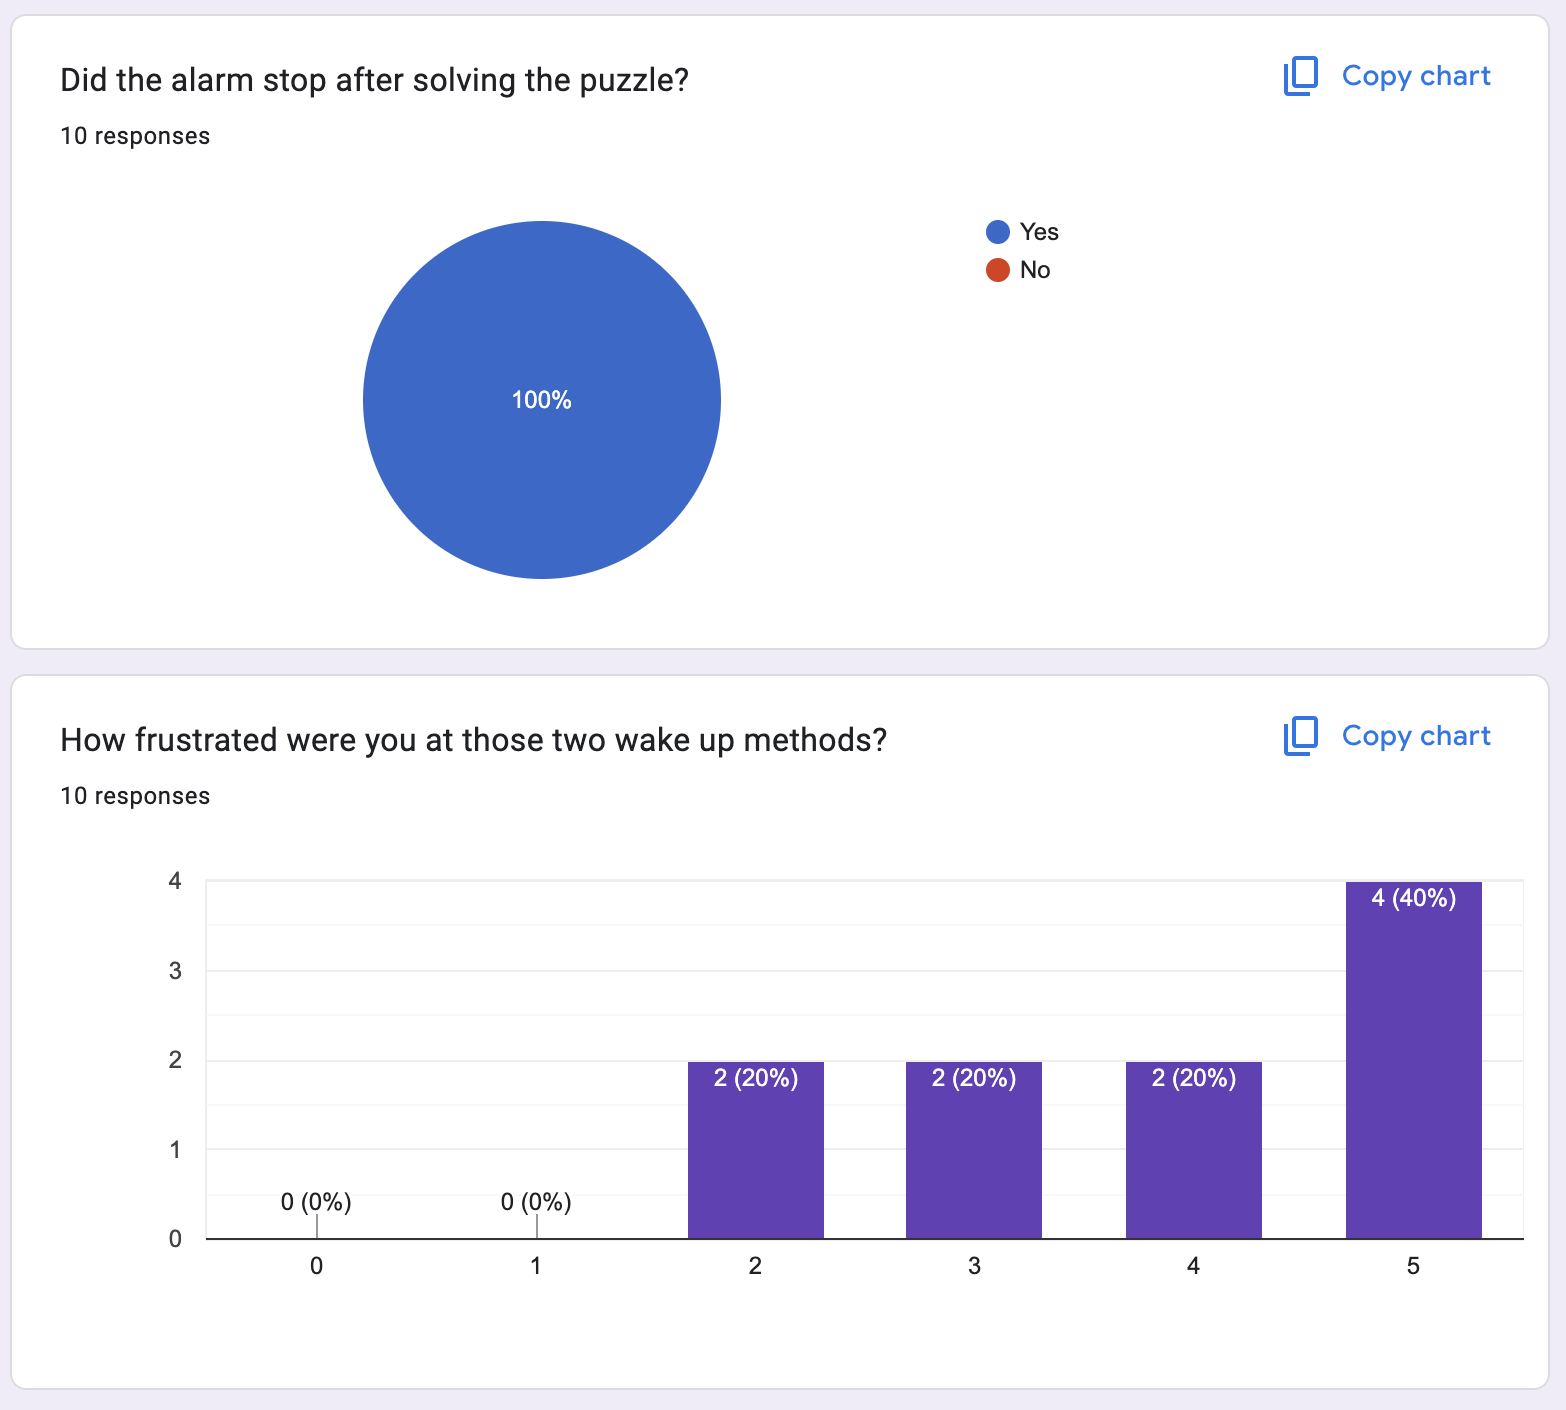 Did the alarm stop after solving the puzzle?
Copy chart
10 responses
Yes
No
100%
How frustrated were you at those two wake up methods?
Copy chart
10 responses
4
3
2
1
0
0 (0%)
0 (0%)
2 (20%)
2 (20%)
2 (20%)
4 (40%)
0
1
2
3
4
5